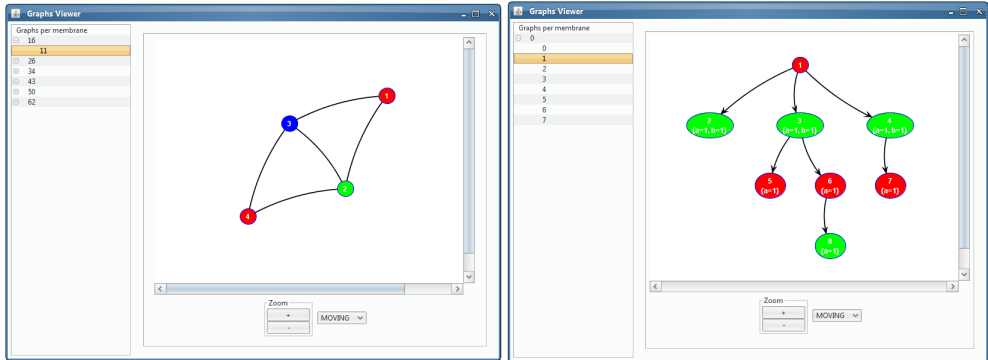 Graphs Viewer
Graphs per membrane
16
11
26
34
43
50
62
1
3
2
4
Zoom
+
-
MOVING
Graphs Viewer
Graphs per membrane
0
0
1
2
3
4
5
6
7
1
2
{a=1, b=1}
3
{a=1, b=1}
4
{a=1, b=1}
5
{a=1}
6
{a=1}
7
{a=1}
8
{a=1}
Zoom
+
-
MOVING